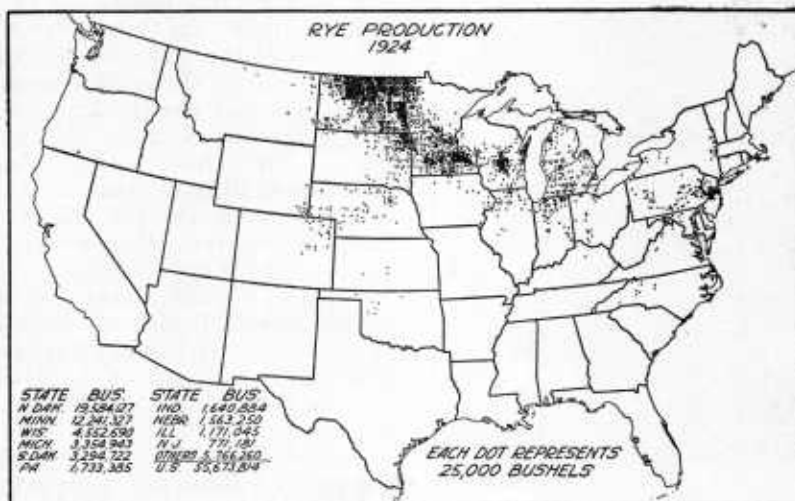 RYE PRODUCTION
1924
STATE BUS. STATE BUS.
N. DAK. 19,584,127 IND. 1,640,884
MINN. 12,241,327 NEBR. 1,563,250
WIS. 4,552,690 ILL. 1,171,045
MICH. 3,354,943 N.J. 771,181
S. DAK. 3,294,722 OTHERS 5,766,260
PA. 1,733,385 U.S. 55,673,814
EACH DOT REPRESENTS
25,000 BUSHELS